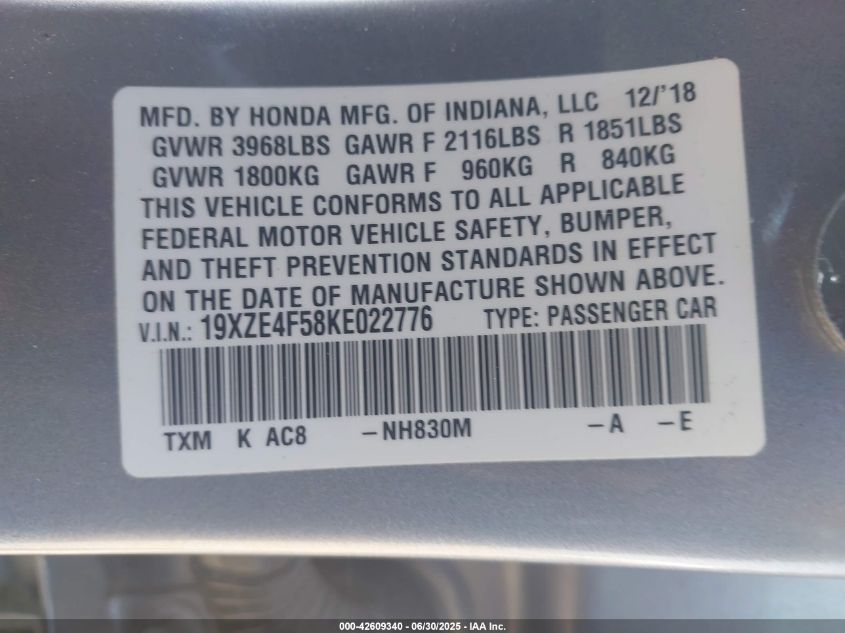 MFD. BY HONDA MFG. OF INDIANA, LLC 12/'18
GVWR 3968LBS GAWR F 2116LBS R 1851LBS
GVWR 1800KG GAWR F 960KG R 840KG
THIS VEHICLE CONFORMS TO ALL APPLICABLE
FEDERAL MOTOR VEHICLE SAFETY, BUMPER,
AND THEFT PREVENTION STANDARDS IN EFFECT
ON THE DATE OF MANUFACTURE SHOWN ABOVE.
V.I.N.: 19XZE4F58KE022776 TYPE: PASSENGER CAR
TXM K AC8 -NH830M -A -E
000-42609340 - 06/30/2025 - IAA Inc.